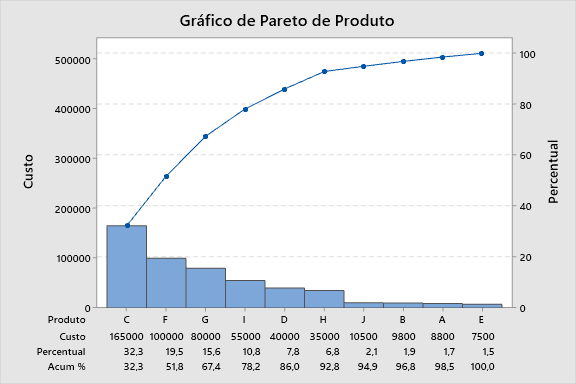 Gráfico de Pareto de Produto
500000
400000
300000
200000
100000
0
Custo
100
80
60
40
20
0
Percentual
Produto C F G I D H J B A E
Custo 165000 100000 80000 55000 40000 35000 10500 9800 8800 7500
Percentual 32,3 19,5 15,6 10,8 7,8 6,8 2,1 1,9 1,7 1,5
Acum % 32,3 51,8 67,4 78,2 86,0 92,8 94,9 96,8 98,5 100,0